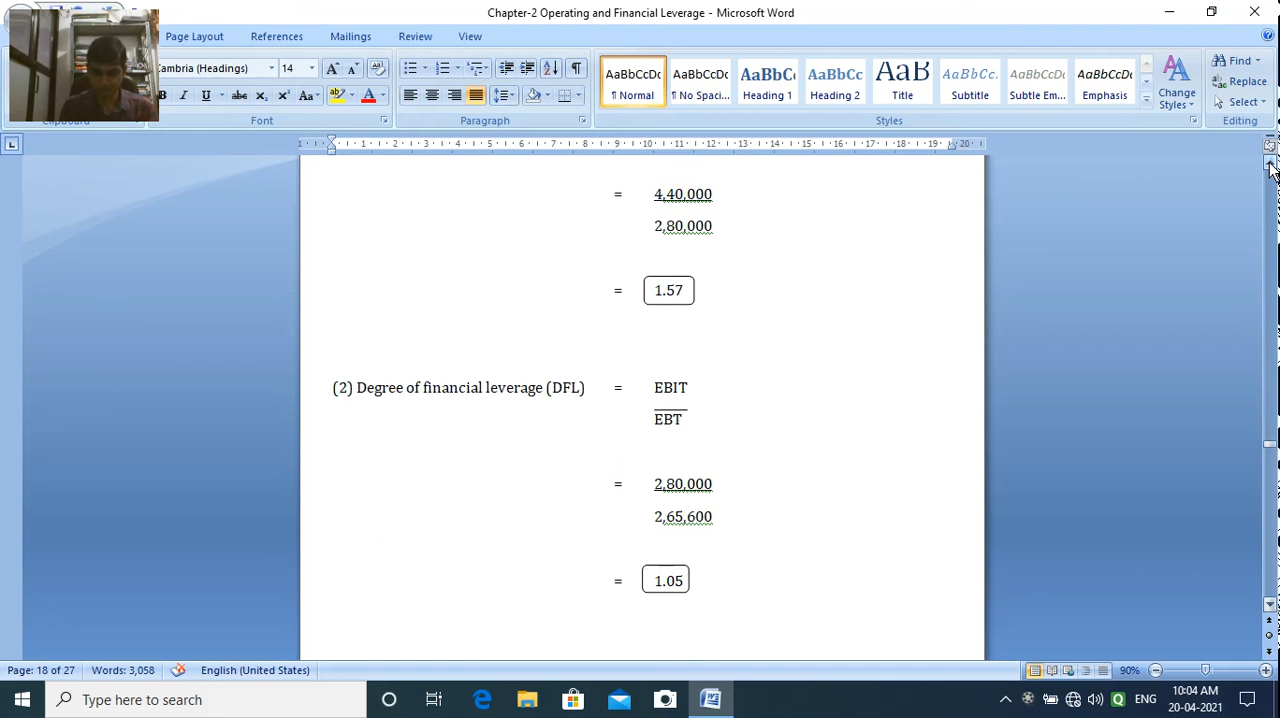 Chapter-2 Operating and Financial Leverage - Microsoft Word
Page Layout References Mailings Review View
ambria (Headings) 14
AaBbCcDc AaBbCcDc AaBbC AaBbCc AaB AaBbCcI AaBbCcDc AaBbCcDc
¶ Normal ¶ No Spaci... Heading 1 Heading 2 Title Subtitle Subtle Em... Emphasis
Change Styles
Find
Replace
Select
Font Paragraph Styles Editing
= 4,40,000
2,80,000
= 1.57
(2) Degree of financial leverage (DFL) = EBIT
EBT
= 2,80,000
2,65,600
= 1.05
Page: 18 of 27 Words: 3,058 English (United States) 90%
Type here to search
ENG
10:04 AM
20-04-2021